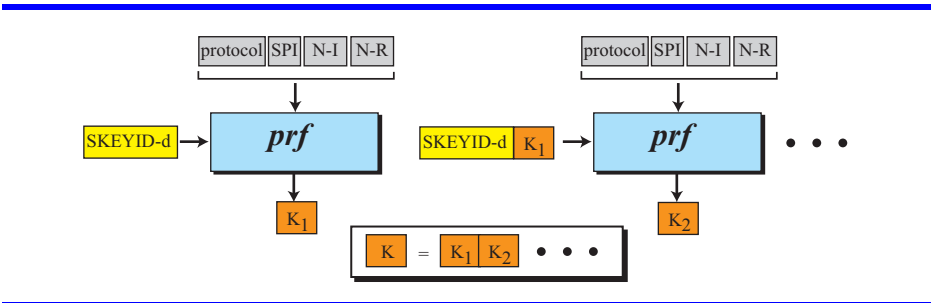 protocol SPI N-I N-R
protocol SPI N-I N-R
SKEYID-d
prf
SKEYID-d K1
prf
• • •
K1
K2
K = K1 K2 • • •